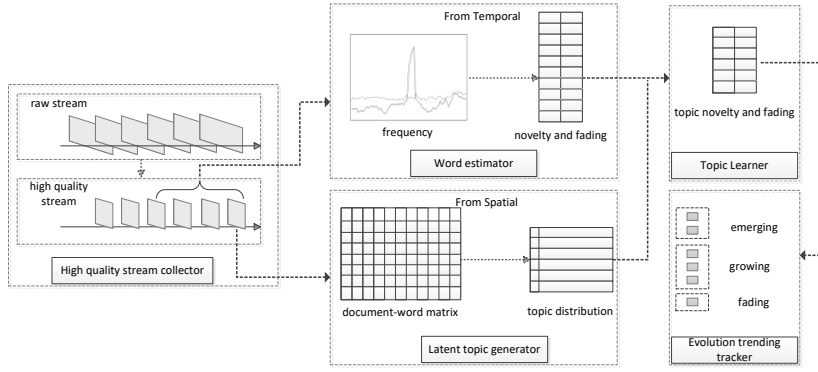 raw stream
high quality
stream
High quality stream collector
From Temporal
frequency
novelty and fading
Word estimator
From Spatial
document-word matrix
topic distribution
Latent topic generator
topic novelty and fading
Topic Learner
emerging
growing
fading
Evolution trending
tracker